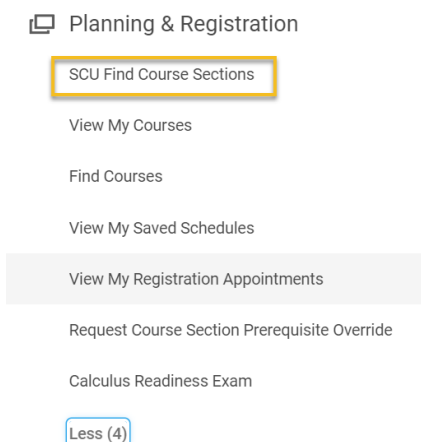 Planning & Registration
SCU Find Course Sections
View My Courses
Find Courses
View My Saved Schedules
View My Registration Appointments
Request Course Section Prerequisite Override
Calculus Readiness Exam
Less (4)